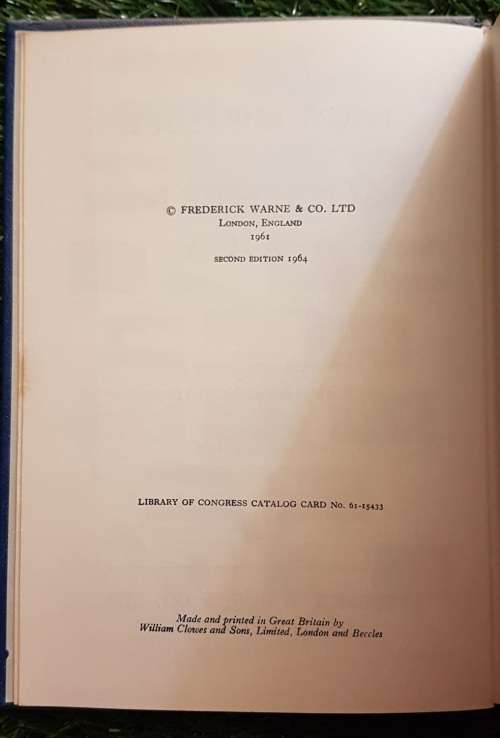 © FREDERICK WARNE & CO. LTD
LONDON, ENGLAND
1961
SECOND EDITION 1964
LIBRARY OF CONGRESS CATALOG CARD No. 61-15433
Made and printed in Great Britain by
William Clowes and Sons, Limited, London and Beccles